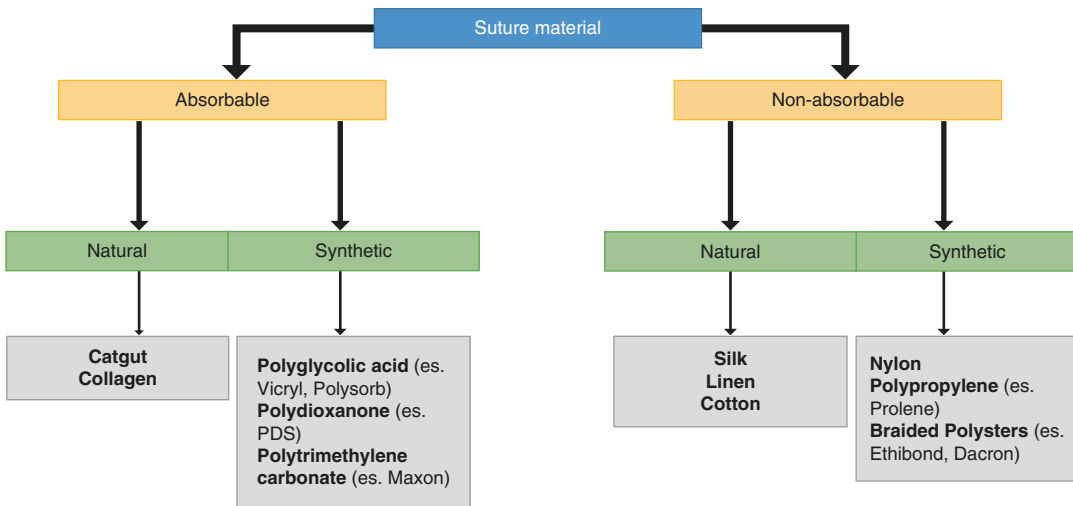 Suture material
Absorbable
Non-absorbable
Natural
Synthetic
Natural
Synthetic
Catgut
Collagen
Polyglycolic acid (es.
Vicryl, Polysorb)
Polydioxanone (es.
PDS)
Polytrimethylene
carbonate (es. Maxon)
Silk
Linen
Cotton
Nylon
Polypropylene (es.
Prolene)
Braided Polysters (es.
Ethibond, Dacron)